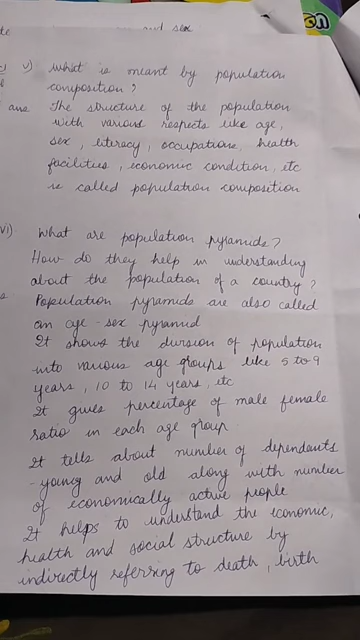 and sex
v) what is meant by population
composition?
ans The structure of the population
with various respects like age,
sex, literacy, occupations, health
facilities, economic condition, etc
is called population composition
vi) What are population pyramids?
How do they help in understanding
about the population of a country?
Population pyramids are also called
an age-sex pyramid
It shows the division of population
into various age groups like 5 to 9
years, 10 to 14 years, etc
It gives percentage of male female
ratio in each age group
It tells about number of dependants
- young and old along with number
of economically active people
It helps to understand the economic,
health and social structure by
indirectly referring to death, birth